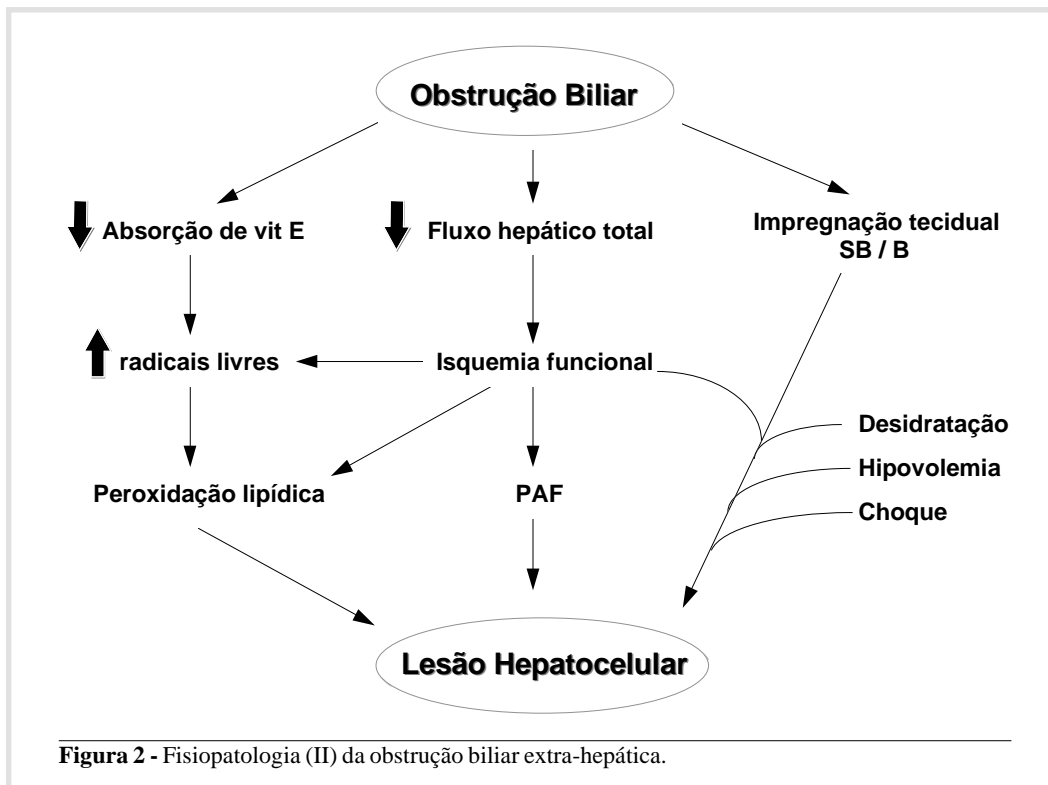 Obstrução Biliar
Absorção de vit E
Fluxo hepático total
Impregnação tecidual
SB / B
radicais livres
Isquemia funcional
Desidratação
Hipovolemia
Choque
Peroxidação lipídica
PAF
Lesão Hepatocelular
Figura 2 - Fisiopatologia (II) da obstrução biliar extra-hepática.